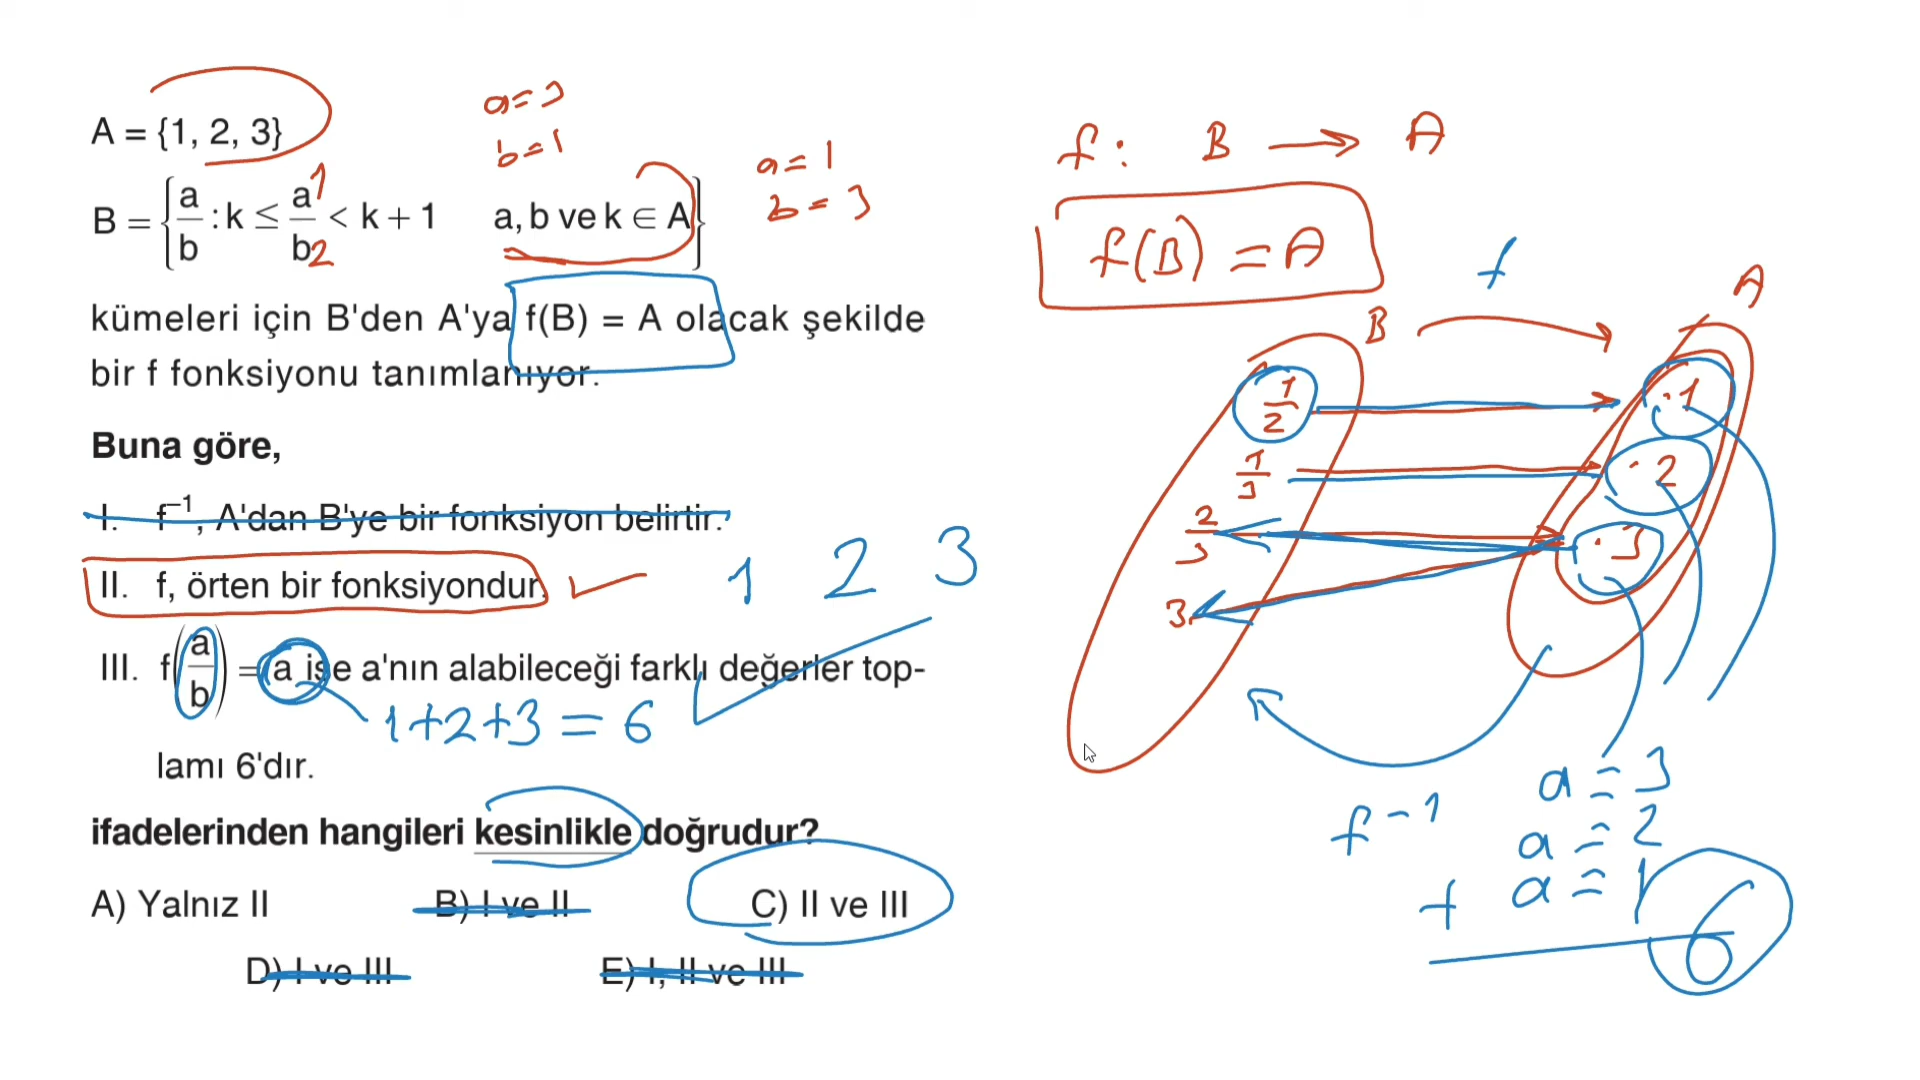 A = {1, 2, 3}
a = 3
b = 1
B = {a/b : k ≤ a/b < k + 1   a, b ve k ∈ A}
1
2
a = 1
b = 3
kümeleri için B'den A'ya f(B) = A olacak şekilde
bir f fonksiyonu tanımlanıyor.
Buna göre,
I. f⁻¹, A'dan B'ye bir fonksiyon belirtir.
II. f, örten bir fonksiyondur.
1 2 3
III. f(a/b) = a ise a'nın alabileceği farklı değerler top-
1+2+3 = 6
lamı 6'dır.
ifadelerinden hangileri kesinlikle doğrudur?
A) Yalnız II B) I ve II C) II ve III
D) I ve III E) I, II ve III
f: B → A
f(B) = A
f
B A
1/2 .1
1/3 .2
2/3 .3
3
f⁻¹
a = 3
a = 2
+ a = 1
6